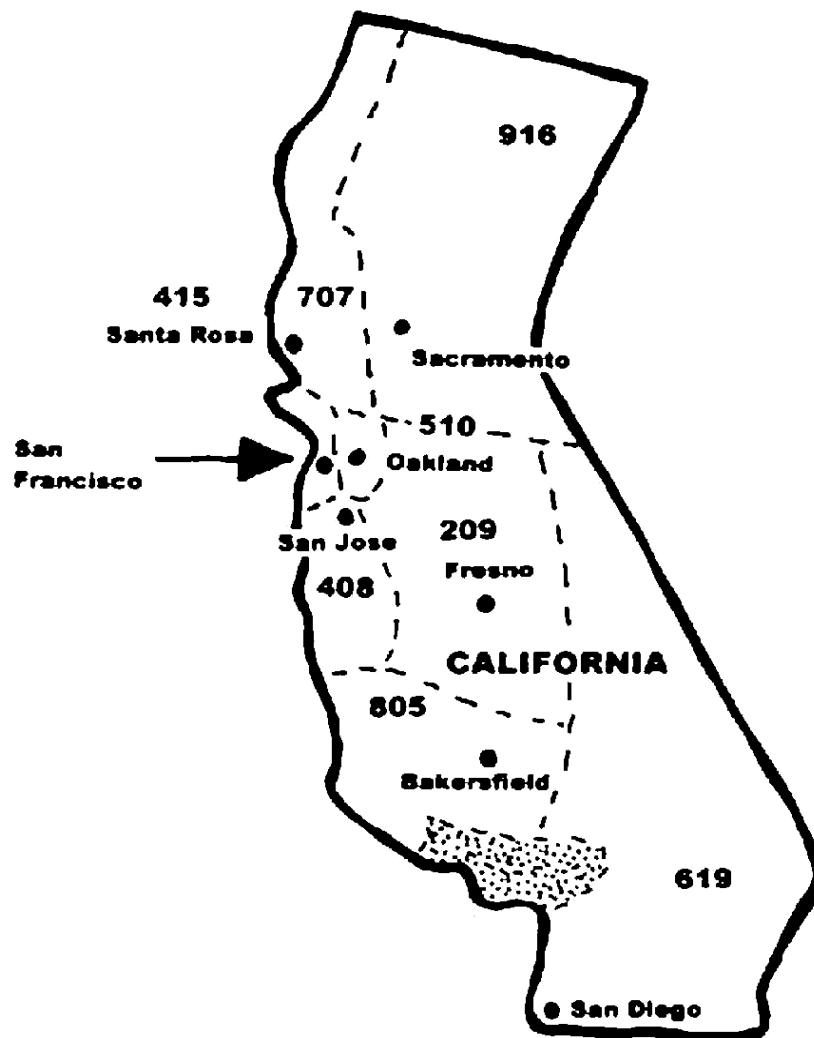 916
415
707
Santa Rosa
Sacramento
510
San
Francisco
Oakland
209
San Jose
Fresno
408
CALIFORNIA
805
Bakersfield
619
San Diego